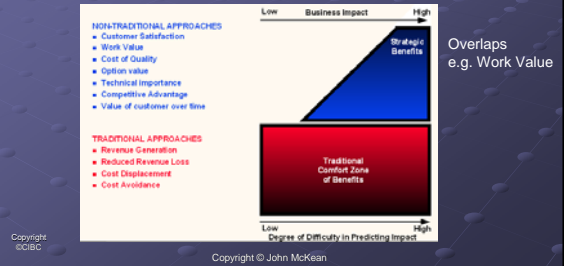 Low Business Impact High
NON-TRADITIONAL APPROACHES
Customer Satisfaction
Work Value
Cost of Quality
Option value
Technical importance
Competitive Advantage
Value of customer over time
Strategic
Benefits
Overlaps
e.g. Work Value
TRADITIONAL APPROACHES
Revenue Generation
Reduced Revenue Loss
Cost Displacement
Cost Avoidance
Traditional
Comfort Zone
of Benefits
Low High
Degree of Difficulty in Predicting Impact
Copyright
©CIBC
Copyright © John McKean